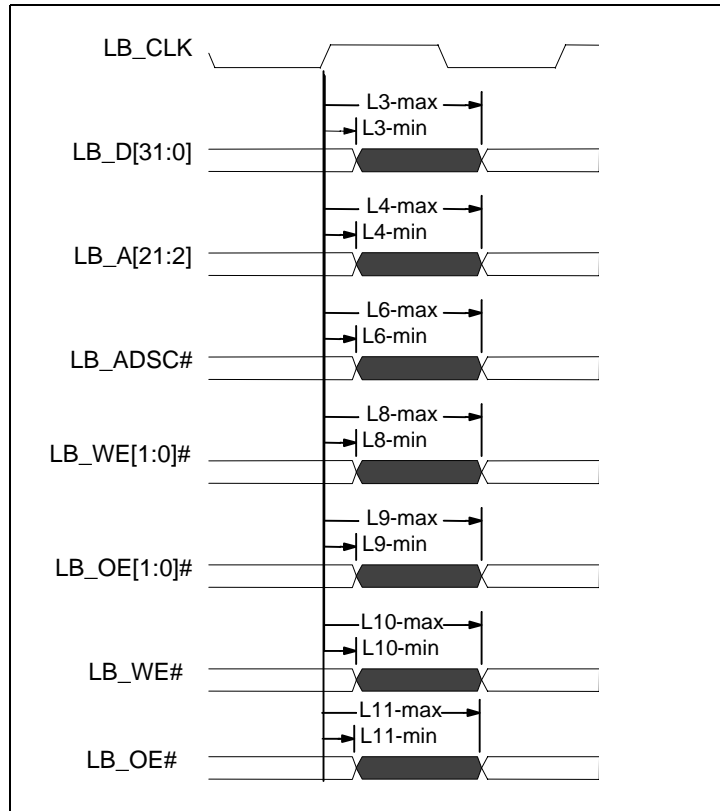 LB_CLK
L3-max
L3-min
LB_D[31:0]
L4-max
L4-min
LB_A[21:2]
L6-max
L6-min
LB_ADSC#
L8-max
L8-min
LB_WE[1:0]#
L9-max
L9-min
LB_OE[1:0]#
L10-max
L10-min
LB_WE#
L11-max
L11-min
LB_OE#